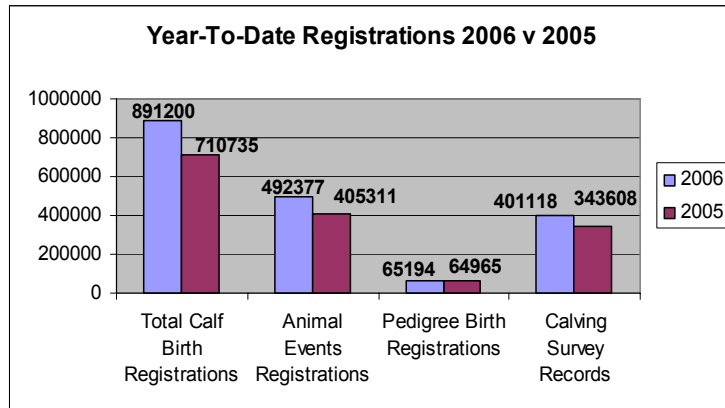 Year-To-Date Registrations 2006 v 2005
1000000
800000
600000
400000
200000
0
891200
710735
492377
405311
65194
64965
401118
343608
Total Calf
Birth
Registrations
Animal
Events
Registrations
Pedigree Birth
Registrations
Calving
Survey
Records
2006
2005